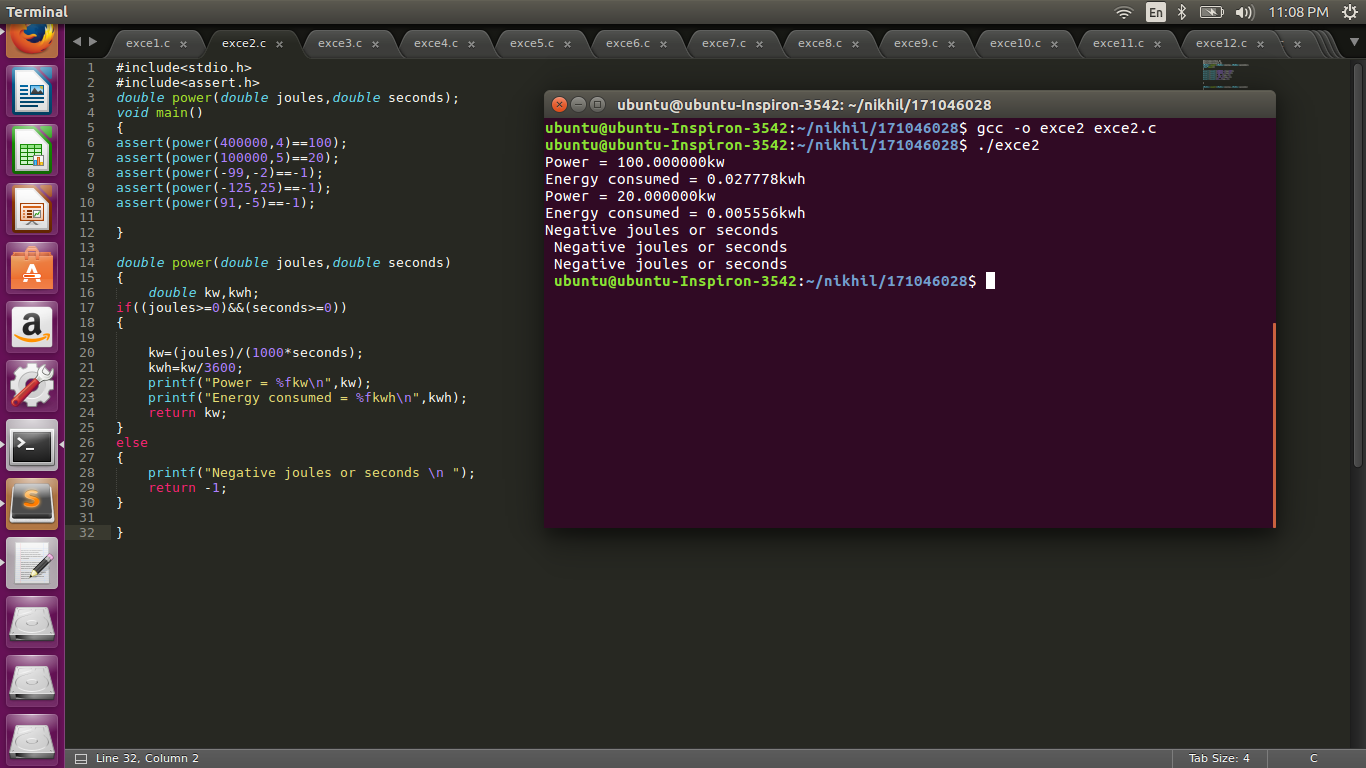 Terminal
En
11:08 PM
exce1.c × exce2.c × exce3.c × exce4.c × exce5.c × exce6.c × exce7.c × exce8.c × exce9.c × exce10.c × exce11.c × exce12.c × ×
1 #include<stdio.h>
2 #include<assert.h>
3 double power(double joules,double seconds);
4 void main()
5 {
6 assert(power(400000,4)==100);
7 assert(power(100000,5)==20);
8 assert(power(-99,-2)==-1);
9 assert(power(-125,25)==-1);
10 assert(power(91,-5)==-1);
11
12 }
13
14 double power(double joules,double seconds)
15 {
16     double kw,kwh;
17 if((joules>=0)&&(seconds>=0))
18 {
19
20     kw=(joules)/(1000*seconds);
21     kwh=kw/3600;
22     printf("Power = %fkw\n",kw);
23     printf("Energy consumed = %fkwh\n",kwh);
24     return kw;
25 }
26 else
27 {
28     printf("Negative joules or seconds \n ");
29     return -1;
30 }
31
32 }
ubuntu@ubuntu-Inspiron-3542: ~/nikhil/171046028
ubuntu@ubuntu-Inspiron-3542:~/nikhil/171046028$ gcc -o exce2 exce2.c
ubuntu@ubuntu-Inspiron-3542:~/nikhil/171046028$ ./exce2
Power = 100.000000kw
Energy consumed = 0.027778kwh
Power = 20.000000kw
Energy consumed = 0.005556kwh
Negative joules or seconds
 Negative joules or seconds
 Negative joules or seconds
 ubuntu@ubuntu-Inspiron-3542:~/nikhil/171046028$
Line 32, Column 2
Tab Size: 4
C